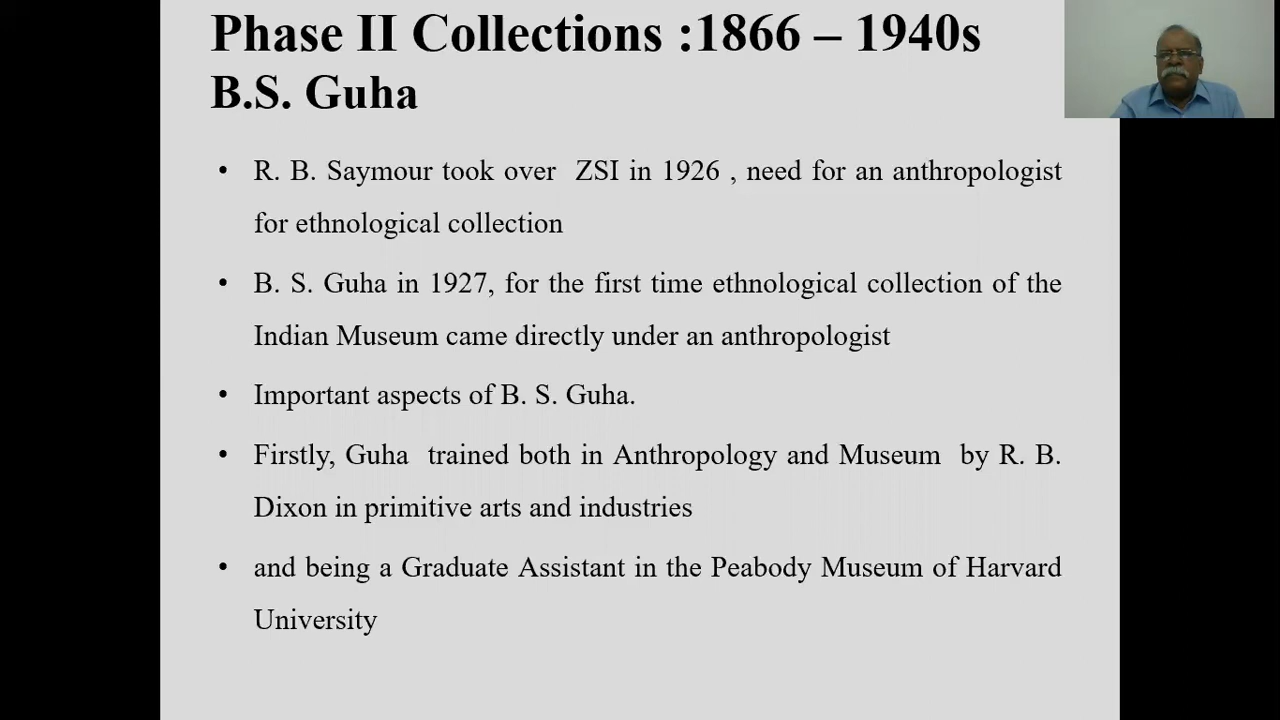 Phase II Collections :1866 – 1940s
B.S. Guha
• R. B. Saymour took over ZSI in 1926 , need for an anthropologist
for ethnological collection
• B. S. Guha in 1927, for the first time ethnological collection of the
Indian Museum came directly under an anthropologist
• Important aspects of B. S. Guha.
• Firstly, Guha trained both in Anthropology and Museum by R. B.
Dixon in primitive arts and industries
• and being a Graduate Assistant in the Peabody Museum of Harvard
University